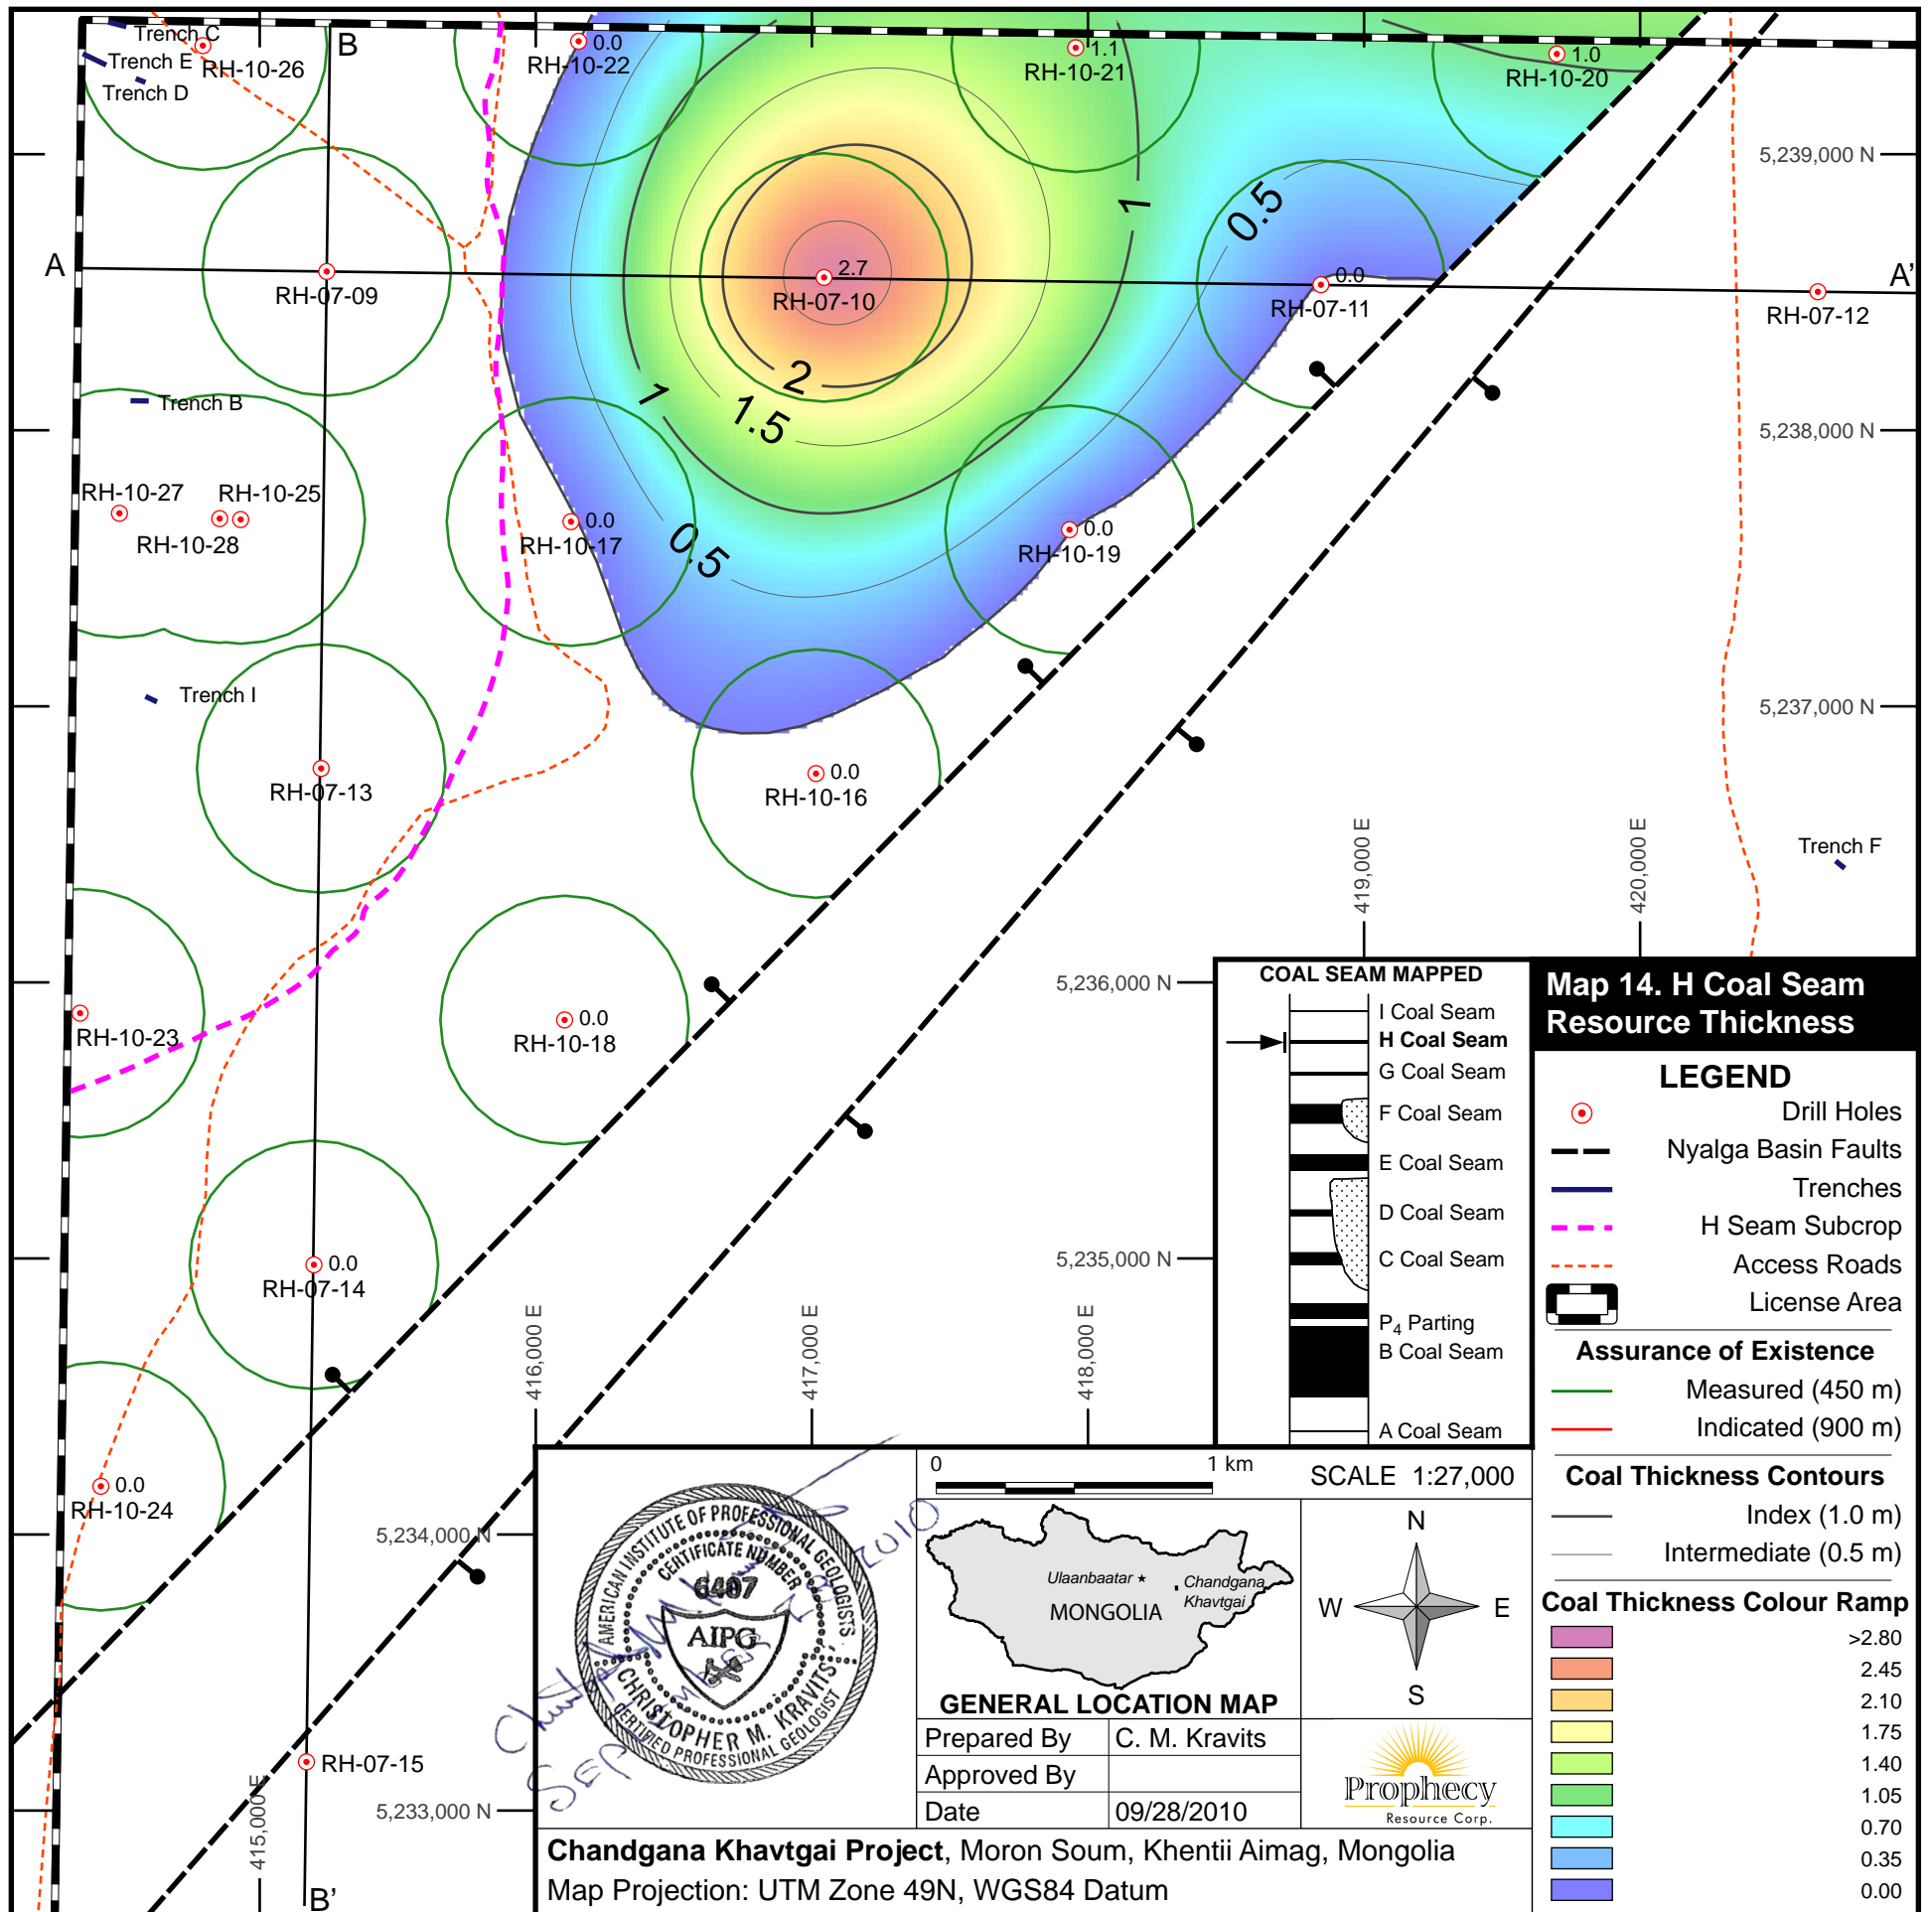 Trench C
B
0.0
1.1
1.0
Trench E
RH-10-26
RH-10-22
RH-10-21
RH-10-20
Trench D
5,239,000 N
1
0.5
A
2.7
0.0
A'
RH-07-09
RH-07-10
RH-07-11
RH-07-12
2
1
1.5
Trench B
5,238,000 N
RH-10-27
RH-10-25
RH-10-28
0.0
RH-10-17
0.5
0.0
RH-10-19
Trench I
5,237,000 N
RH-07-13
0.0
RH-10-16
419,000 E
420,000 E
Trench F
RH-10-23
0.0
RH-10-18
5,236,000 N
5,235,000 N
0.0
RH-07-14
416,000 E
417,000 E
418,000 E
0.0
RH-10-24
5,234,000 N
RH-07-15
415,000E
5,233,000 N
B'
COAL SEAM MAPPED
I Coal Seam
H Coal Seam
G Coal Seam
F Coal Seam
E Coal Seam
D Coal Seam
C Coal Seam
P4 Parting
B Coal Seam
A Coal Seam
Map 14. H Coal Seam
Resource Thickness
LEGEND
Drill Holes
Nyalga Basin Faults
Trenches
H Seam Subcrop
Access Roads
License Area
Assurance of Existence
Measured (450 m)
Indicated (900 m)
Coal Thickness Contours
Index (1.0 m)
Intermediate (0.5 m)
Coal Thickness Colour Ramp
>2.80
2.45
2.10
1.75
1.40
1.05
0.70
0.35
0.00
AMERICAN INSTITUTE OF PROFESSIONAL GEOLOGISTS
CERTIFICATE NUMBER
6407
AIPG
CHRISTOPHER M. KRAVITS
CERTIFIED PROFESSIONAL GEOLOGIST
2010
0 1 km
SCALE 1:27,000
Ulaanbaatar
Chandgana
Khavtgai
MONGOLIA
GENERAL LOCATION MAP
N
W
E
S
Prepared By C. M. Kravits
Approved By
Date 09/28/2010
Prophecy
Resource Corp.
Chandgana Khavtgai Project, Moron Soum, Khentii Aimag, Mongolia
Map Projection: UTM Zone 49N, WGS84 Datum